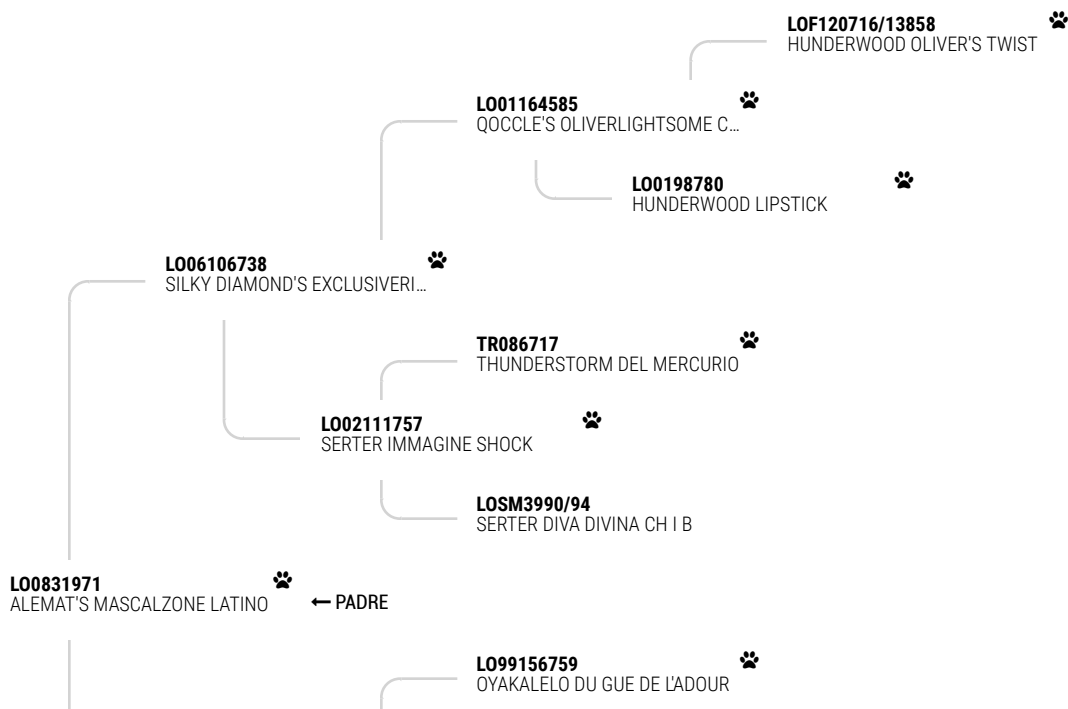 LOF120716/13858
HUNDERWOOD OLIVER'S TWIST
LO01164585
QOCCLE'S OLIVERLIGHTSOME C...
LO0198780
HUNDERWOOD LIPSTICK
LO06106738
SILKY DIAMOND'S EXCLUSIVERI...
TR086717
THUNDERSTORM DEL MERCURIO
LO02111757
SERTER IMMAGINE SHOCK
LOSM3990/94
SERTER DIVA DIVINA CH I B
LO0831971
ALEMAT'S MASCALZONE LATINO
← PADRE
LO99156759
OYAKALELO DU GUE DE L'ADOUR